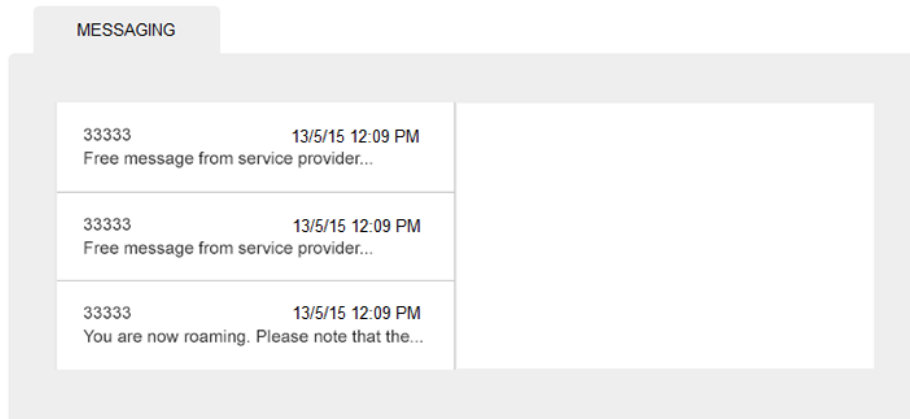 MESSAGING
33333 13/5/15 12:09 PM
Free message from service provider...
33333 13/5/15 12:09 PM
Free message from service provider...
33333 13/5/15 12:09 PM
You are now roaming. Please note that the...